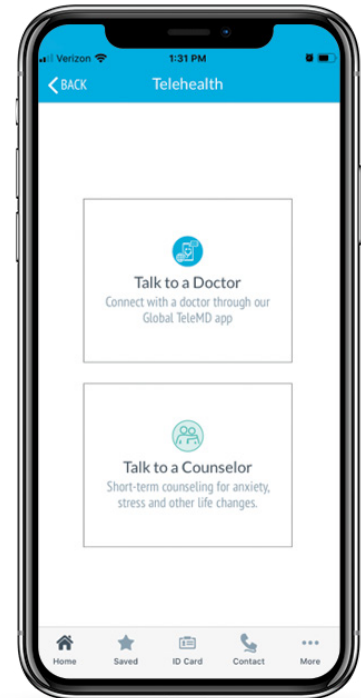 Verizon
1:31 PM
BACK
Telehealth
Talk to a Doctor
Connect with a doctor through our
Global TeleMD app
Talk to a Counselor
Short-term counseling for anxiety,
stress and other life changes.
Home
Saved
ID Card
Contact
More